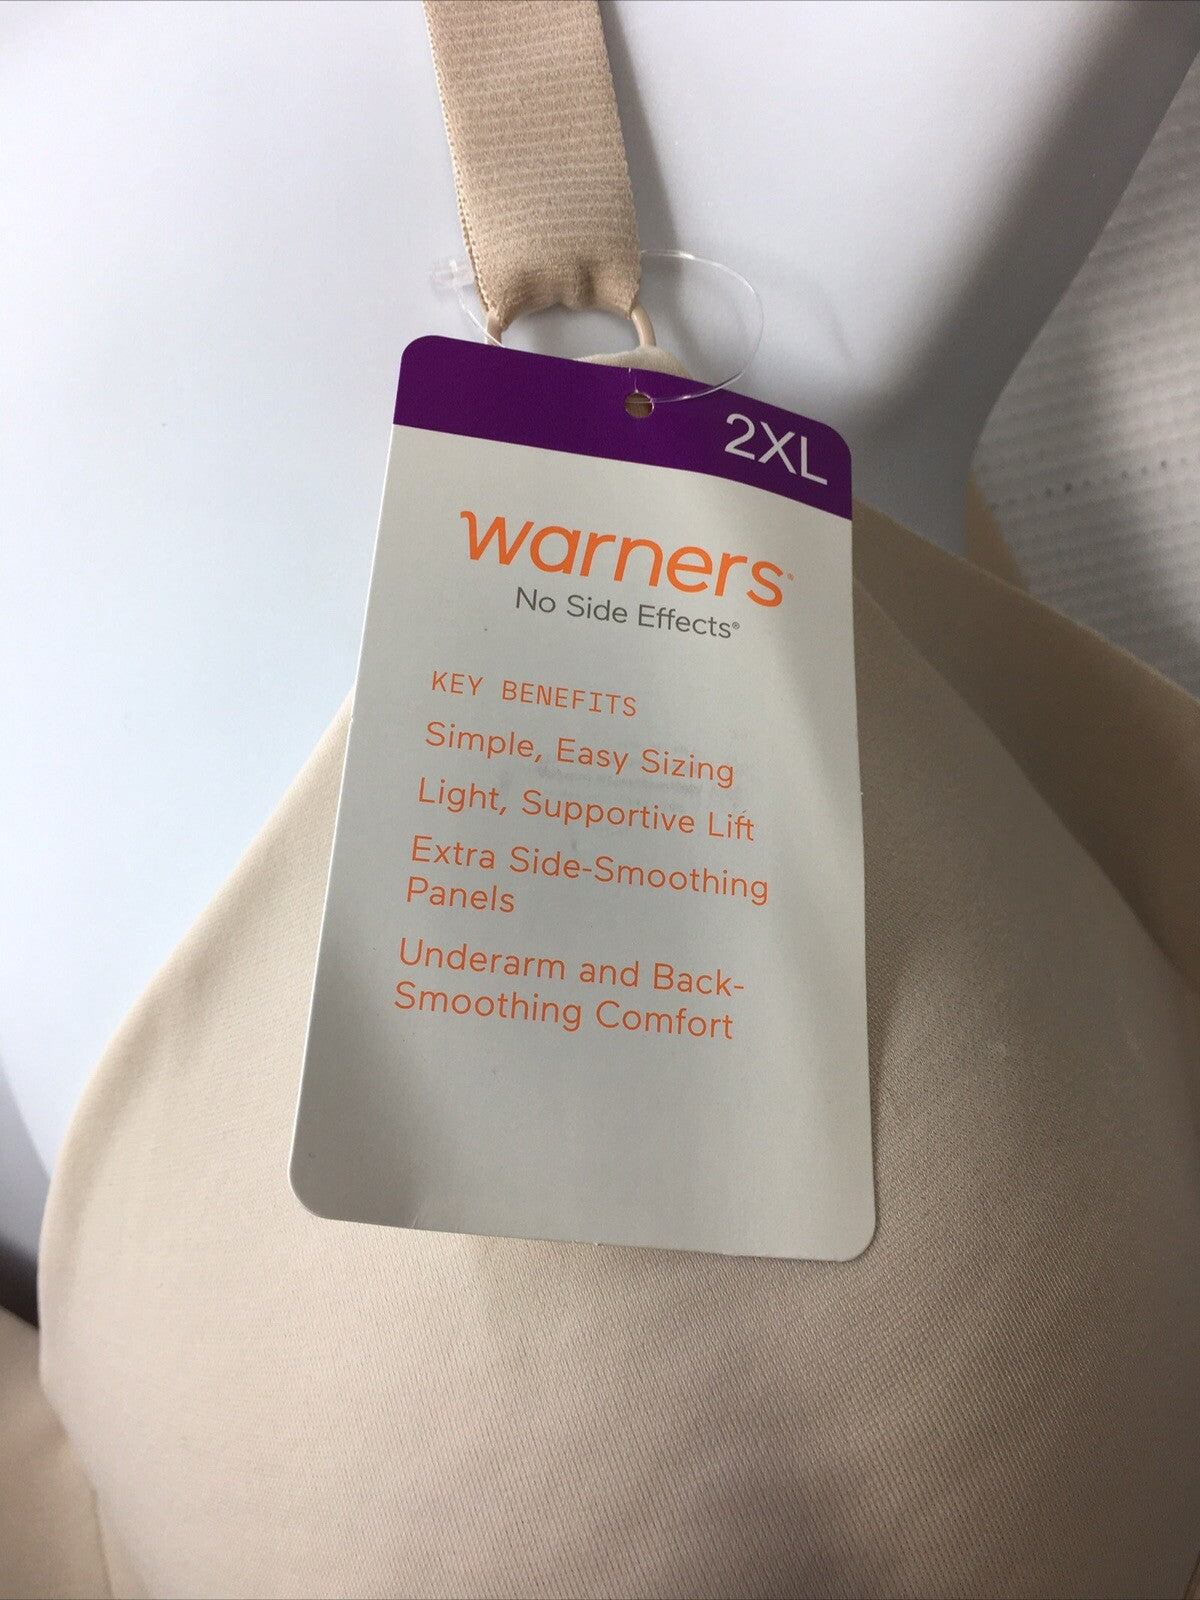 2XL
warners®
No Side Effects®
KEY BENEFITS
Simple, Easy Sizing
Light, Supportive Lift
Extra Side-Smoothing
Panels
Underarm and Back-
Smoothing Comfort